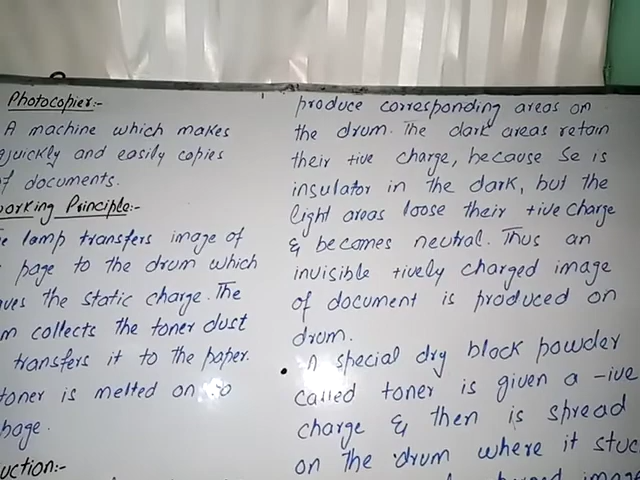 Photocopier:-
A machine which makes
quickly and easily copies
of documents.
orking Principle:-
e lamp transfers image of
page to the drum which
ves the static charge. The
m collects the toner dust
transfers it to the paper.
toner is melted on to
page.
uction:-
produce corresponding areas on
the drum. The dark areas retain
their +ive charge, because Se is
insulator in the dark, but the
light areas loose their +ive charge
& becomes neutral. Thus an
invisible +ively charged image
of document is produced on
drum.
• A special dry block powder
called toner is given a -ive
charge & then is spread
on the drum where it stuc
image